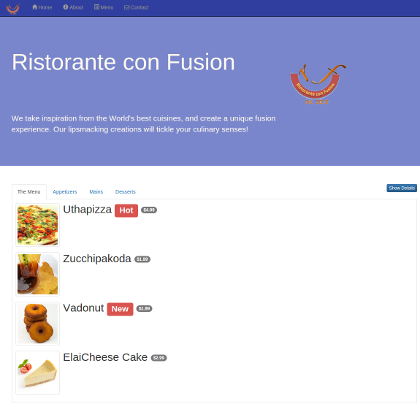 Home About Menu Contact
Ristorante con Fusion
We take inspiration from the World's best cuisines, and create a unique fusion
experience. Our lipsmacking creations will tickle your culinary senses!
The Menu Appetizers Mains Desserts
Show Details
Uthapizza Hot $4.99
Zucchipakoda $1.99
Vadonut New $1.99
ElaiCheese Cake $2.99